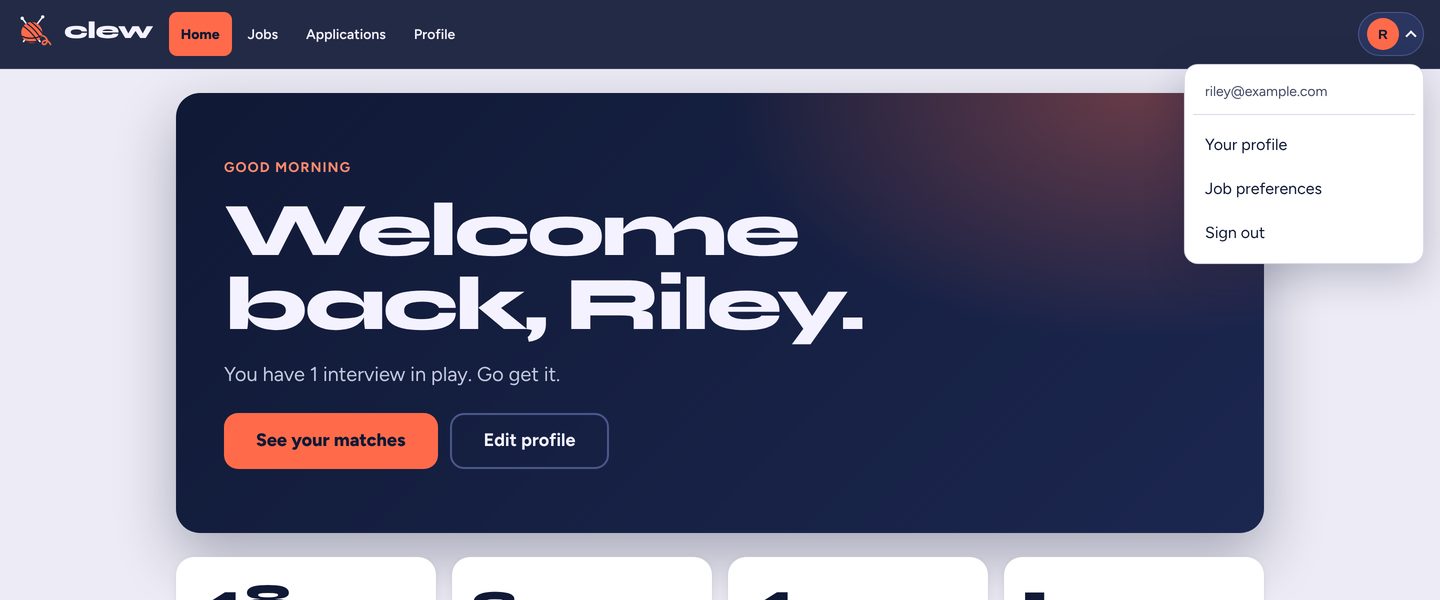 clew
Home
Jobs
Applications
Profile
R
riley@example.com
Your profile
Job preferences
Sign out
GOOD MORNING
Welcome
back, Riley.
You have 1 interview in play. Go get it.
See your matches
Edit profile